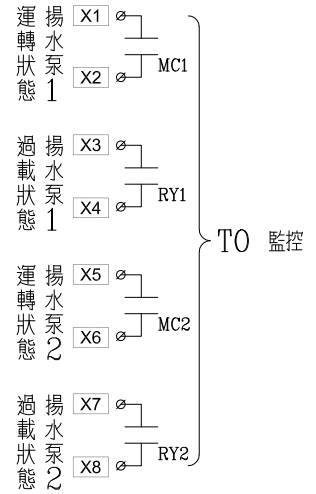 揚水泵1
運轉狀態
X1
X2
MC1
揚水泵1
過載狀態
X3
X4
RY1
揚水泵2
運轉狀態
X5
X6
MC2
揚水泵2
過載狀態
X7
X8
RY2
TO 監控